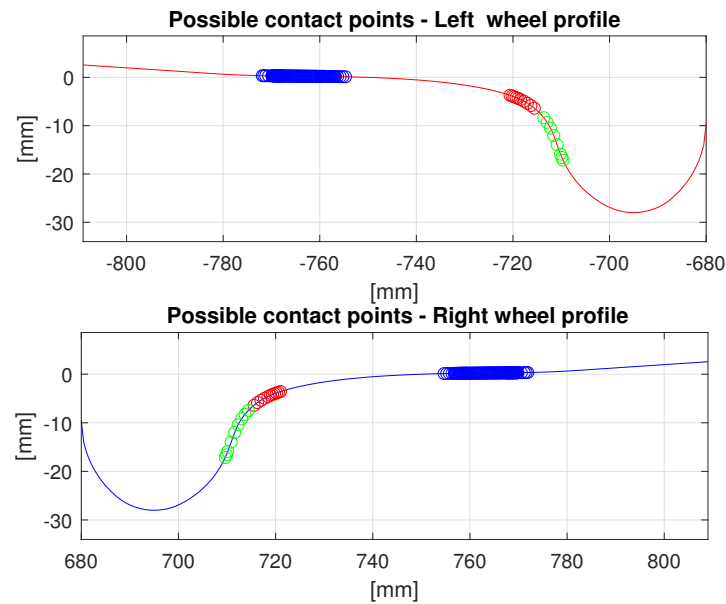 Possible contact points - Left  wheel profile
0
-10
-20
-30
[mm]
-800 -780 -760 -740 -720 -700 -680
[mm]
Possible contact points - Right wheel profile
0
-10
-20
-30
[mm]
680 700 720 740 760 780 800
[mm]